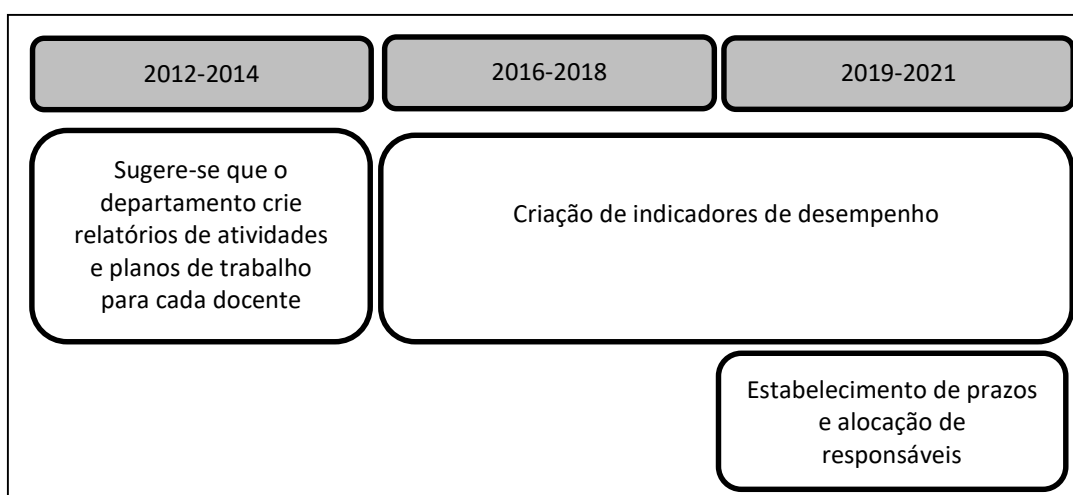 2012-2014
2016-2018
2019-2021
Sugere-se que o
departamento crie
relatórios de atividades
e planos de trabalho
para cada docente
Criação de indicadores de desempenho
Estabelecimento de prazos
e alocação de
responsáveis